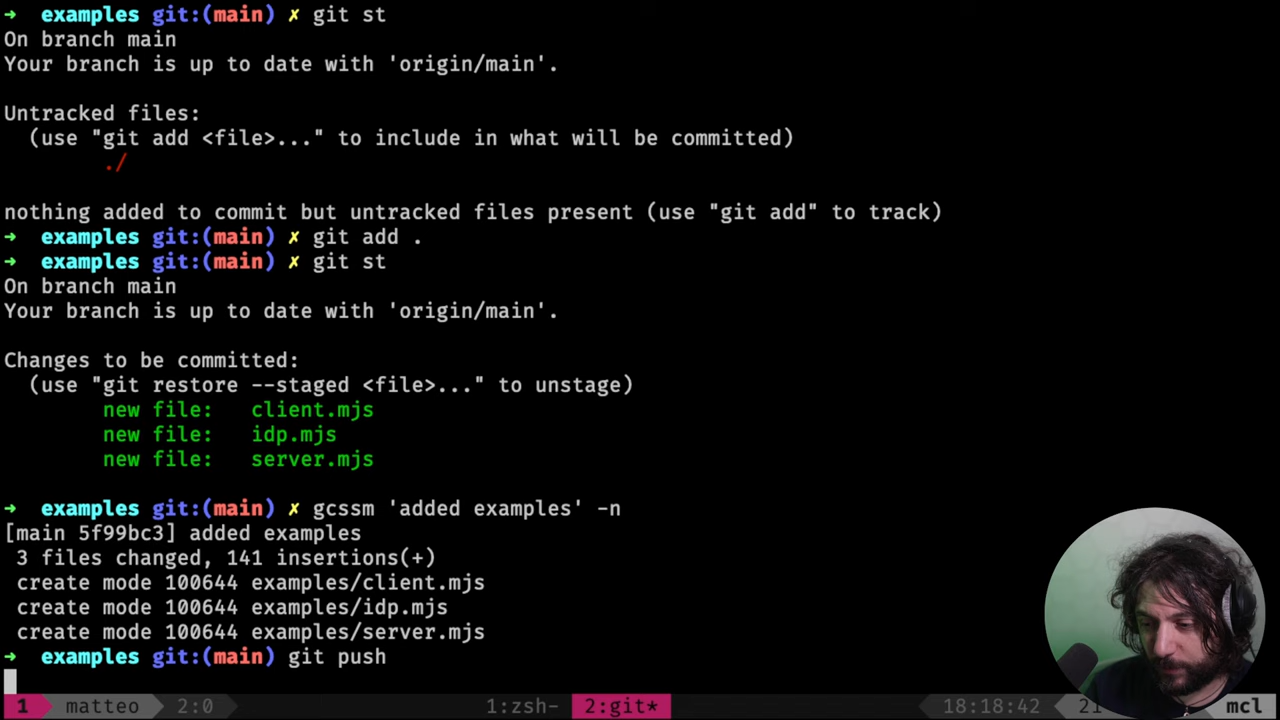 ➜  examples git:(main) ✗ git st
On branch main
Your branch is up to date with 'origin/main'.
Untracked files:
  (use "git add <file>..." to include in what will be committed)
        ./
nothing added to commit but untracked files present (use "git add" to track)
➜  examples git:(main) ✗ git add .
➜  examples git:(main) ✗ git st
On branch main
Your branch is up to date with 'origin/main'.
Changes to be committed:
  (use "git restore --staged <file>..." to unstage)
        new file:   client.mjs
        new file:   idp.mjs
        new file:   server.mjs
➜  examples git:(main) ✗ gcssm 'added examples' -n
[main 5f99bc3] added examples
 3 files changed, 141 insertions(+)
 create mode 100644 examples/client.mjs
 create mode 100644 examples/idp.mjs
 create mode 100644 examples/server.mjs
➜  examples git:(main) git push
1 matteo 2:0 1:zsh- 2:git* 18:18:42 21 mcl